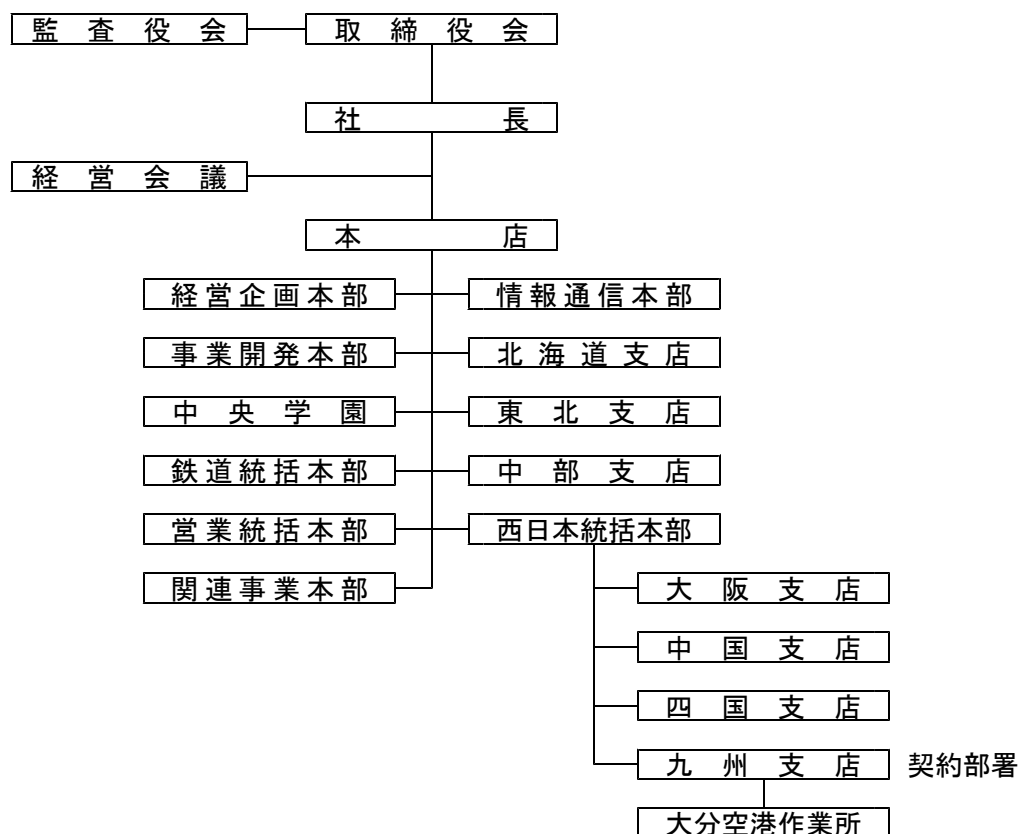 監査役会 取締役会
社長
経営会議
本店
経営企画本部 情報通信本部
事業開発本部 北海道支店
中央学園 東北支店
鉄道統括本部 中部支店
営業統括本部 西日本統括本部
関連事業本部 大阪支店
中国支店
四国支店
九州支店 契約部署
大分空港作業所